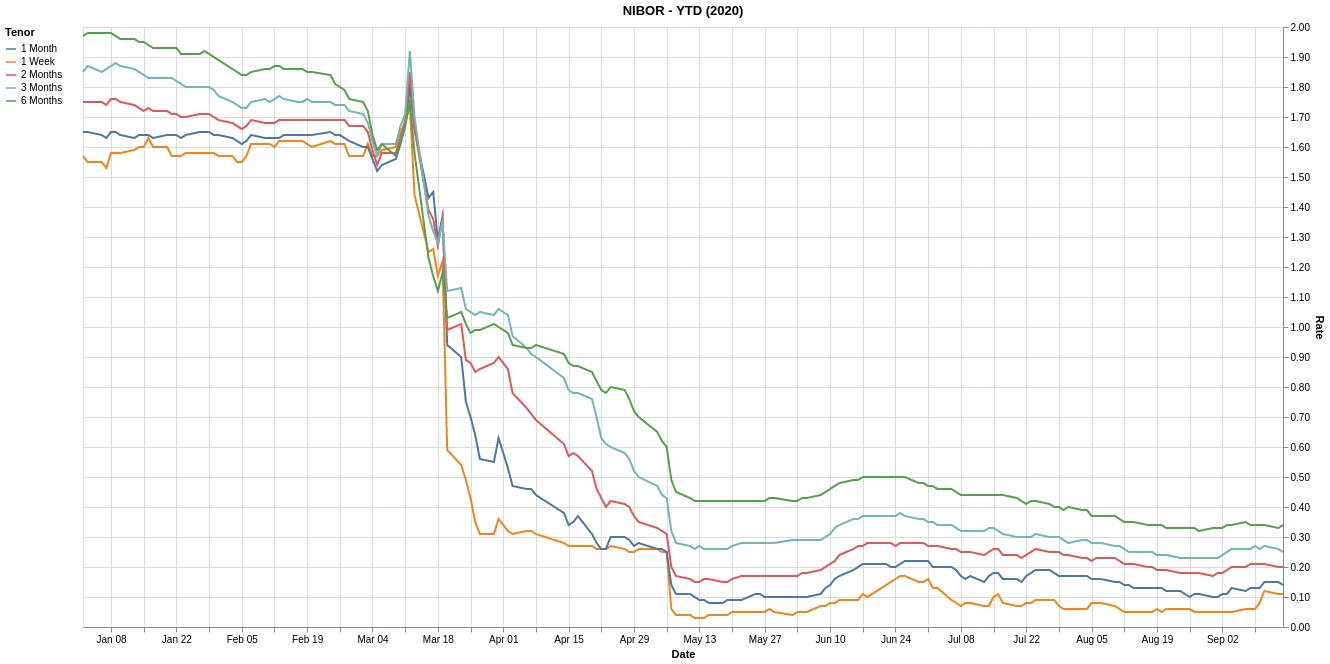 NIBOR - YTD (2020)
Tenor
1 Month
1 Week
2 Months
3 Months
6 Months
2.00
1.90
1.80
1.70
1.60
1.50
1.40
1.30
1.20
1.10
1.00
0.90
0.80
0.70
0.60
0.50
0.40
0.30
0.20
0.10
0.00
Rate
Jan 08 Jan 22 Feb 05 Feb 19 Mar 04 Mar 18 Apr 01 Apr 15 Apr 29 May 13 May 27 Jun 10 Jun 24 Jul 08 Jul 22 Aug 05 Aug 19 Sep 02
Date